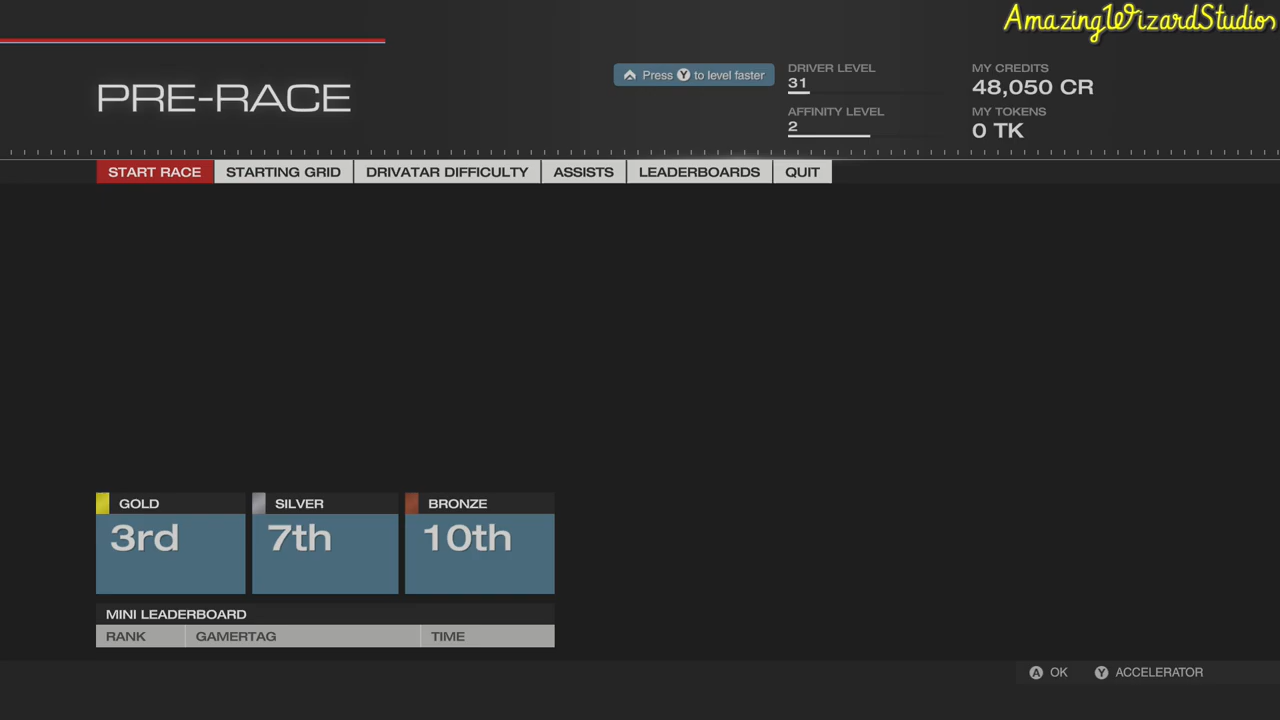 AmazingWizardStudios
PRE-RACE
Press Y to level faster
DRIVER LEVEL
31
AFFINITY LEVEL
2
MY CREDITS
48,050 CR
MY TOKENS
0 TK
START RACE
STARTING GRID
DRIVATAR DIFFICULTY
ASSISTS
LEADERBOARDS
QUIT
GOLD
3rd
SILVER
7th
BRONZE
10th
MINI LEADERBOARD
RANK GAMERTAG TIME
A OK Y ACCELERATOR